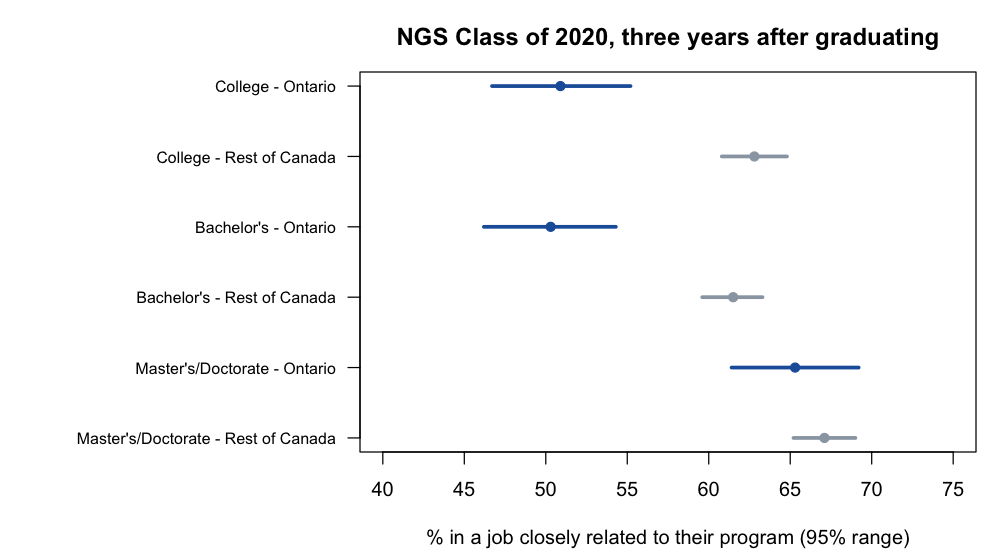 NGS Class of 2020, three years after graduating
College - Ontario
College - Rest of Canada
Bachelor's - Ontario
Bachelor's - Rest of Canada
Master's/Doctorate - Ontario
Master's/Doctorate - Rest of Canada
40 45 50 55 60 65 70 75
% in a job closely related to their program (95% range)